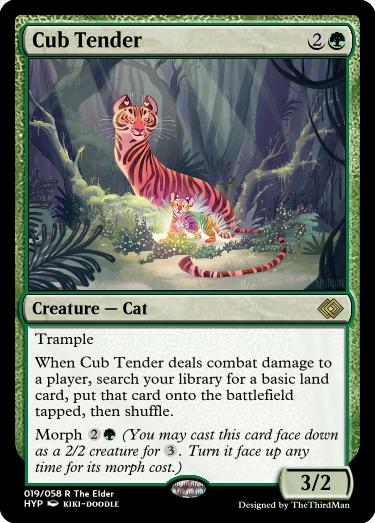 Cub Tender 2
Creature — Cat
Trample
When Cub Tender deals combat damage to
a player, search your library for a basic land
card, put that card onto the battlefield
tapped, then shuffle.
Morph 2 (You may cast this card face down
as a 2/2 creature for 3. Turn it face up any
time for its morph cost.)
3/2
019/058 R The Elder
HYP KIKI-DOODLE
Designed by TheThirdMan